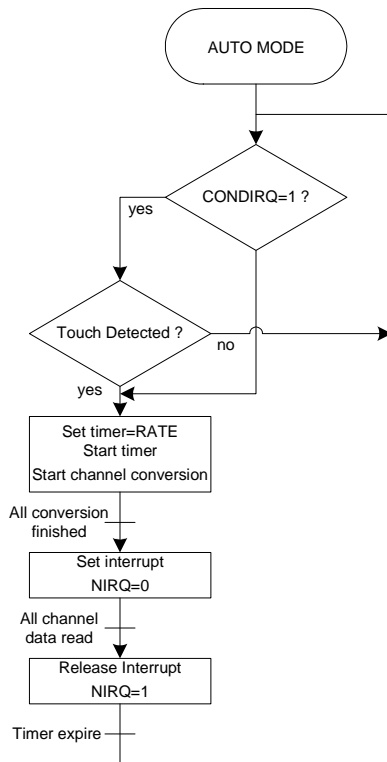 AUTO MODE
CONDIRQ=1 ?
yes
Touch Detected ?
no
yes
Set timer=RATE
Start timer
Start channel conversion
All conversion
finished
Set interrupt
NIRQ=0
All channel
data read
Release Interrupt
NIRQ=1
Timer expire